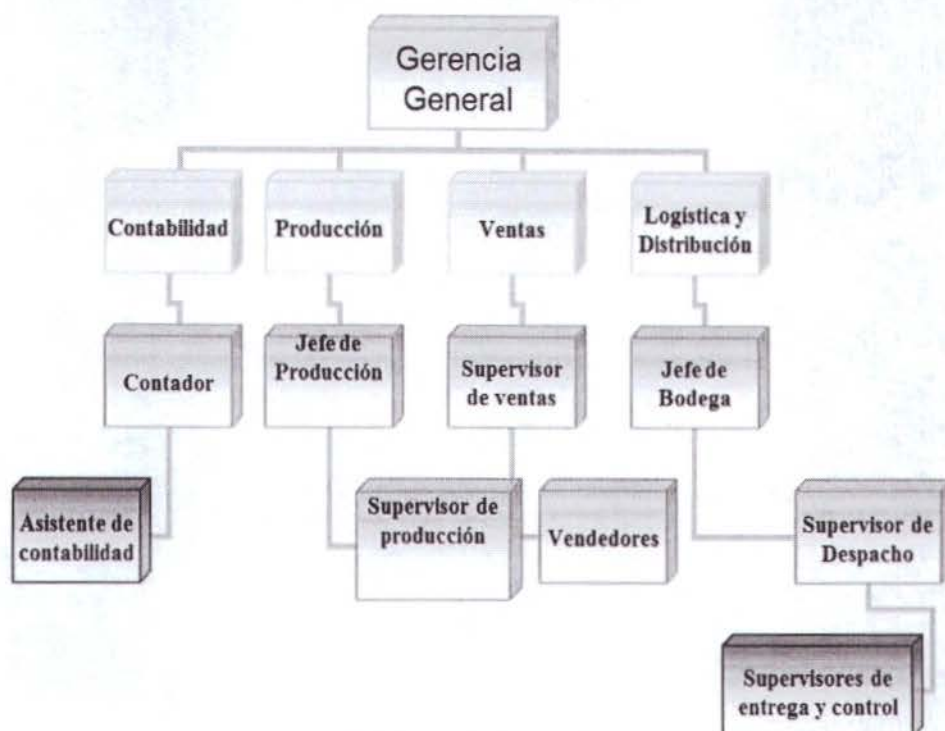 Gerencia
General
Contabilidad
Producción
Ventas
Logística y
Distribución
Contador
Jefe de
Producción
Supervisor
de ventas
Jefe de
Bodega
Asistente de
contabilidad
Supervisor de
producción
Vendedores
Supervisor de
Despacho
Supervisores de
entrega y control